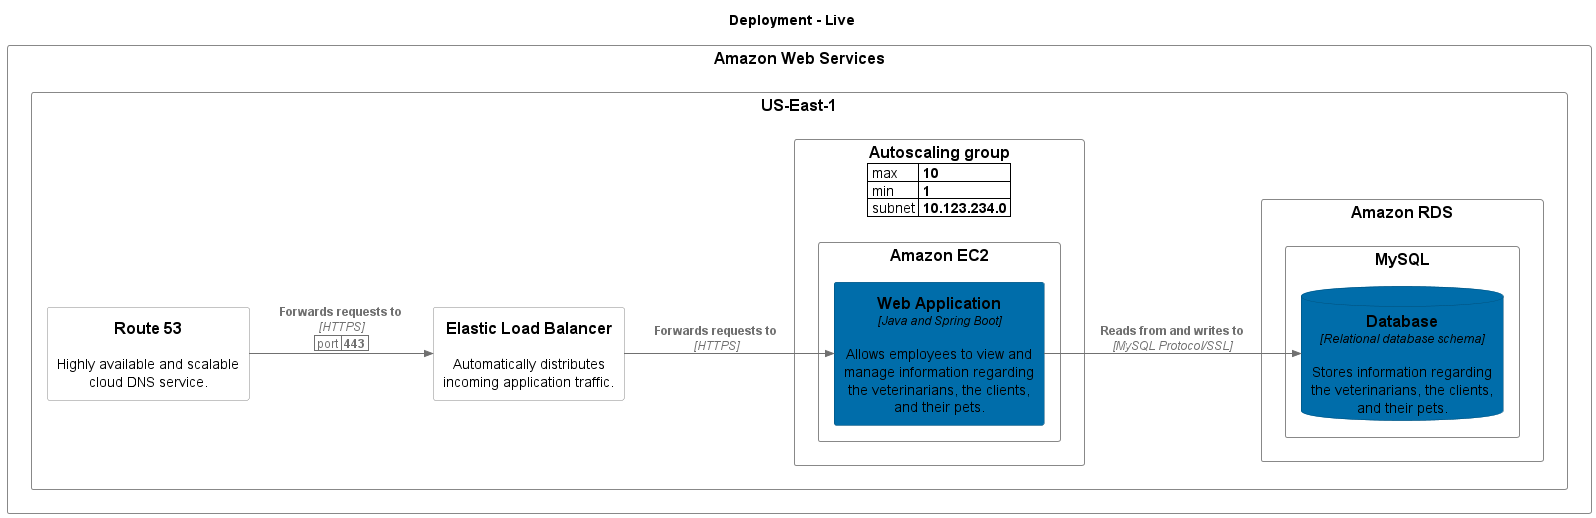 Deployment - Live
Amazon Web Services
US-East-1
Route 53
Highly available and scalable
cloud DNS service.
Forwards requests to
[HTTPS]
port 443
Elastic Load Balancer
Automatically distributes
incoming application traffic.
Forwards requests to
[HTTPS]
Autoscaling group
max 10
min 1
subnet 10.123.234.0
Amazon EC2
Web Application
[Java and Spring Boot]
Allows employees to view and
manage information regarding
the veterinarians, the clients,
and their pets.
Reads from and writes to
[MySQL Protocol/SSL]
Amazon RDS
MySQL
Database
[Relational database schema]
Stores information regarding
the veterinarians, the clients,
and their pets.